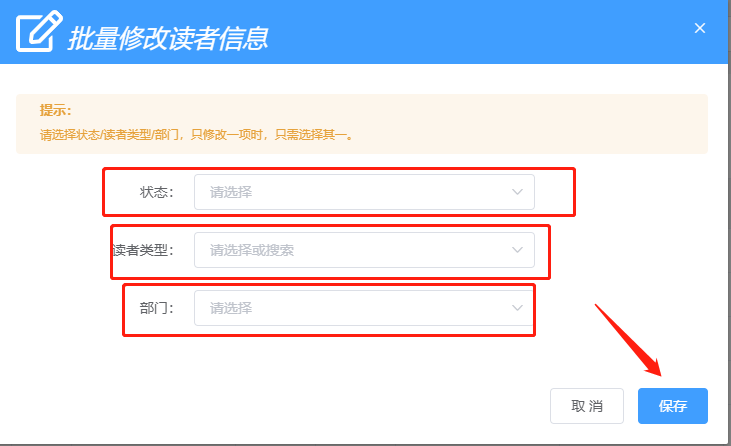 批量修改读者信息
提示：
请选择状态/读者类型/部门，只修改一项时，只需选择其一。
状态： 请选择
读者类型： 请选择或搜索
部门： 请选择
取 消 保存